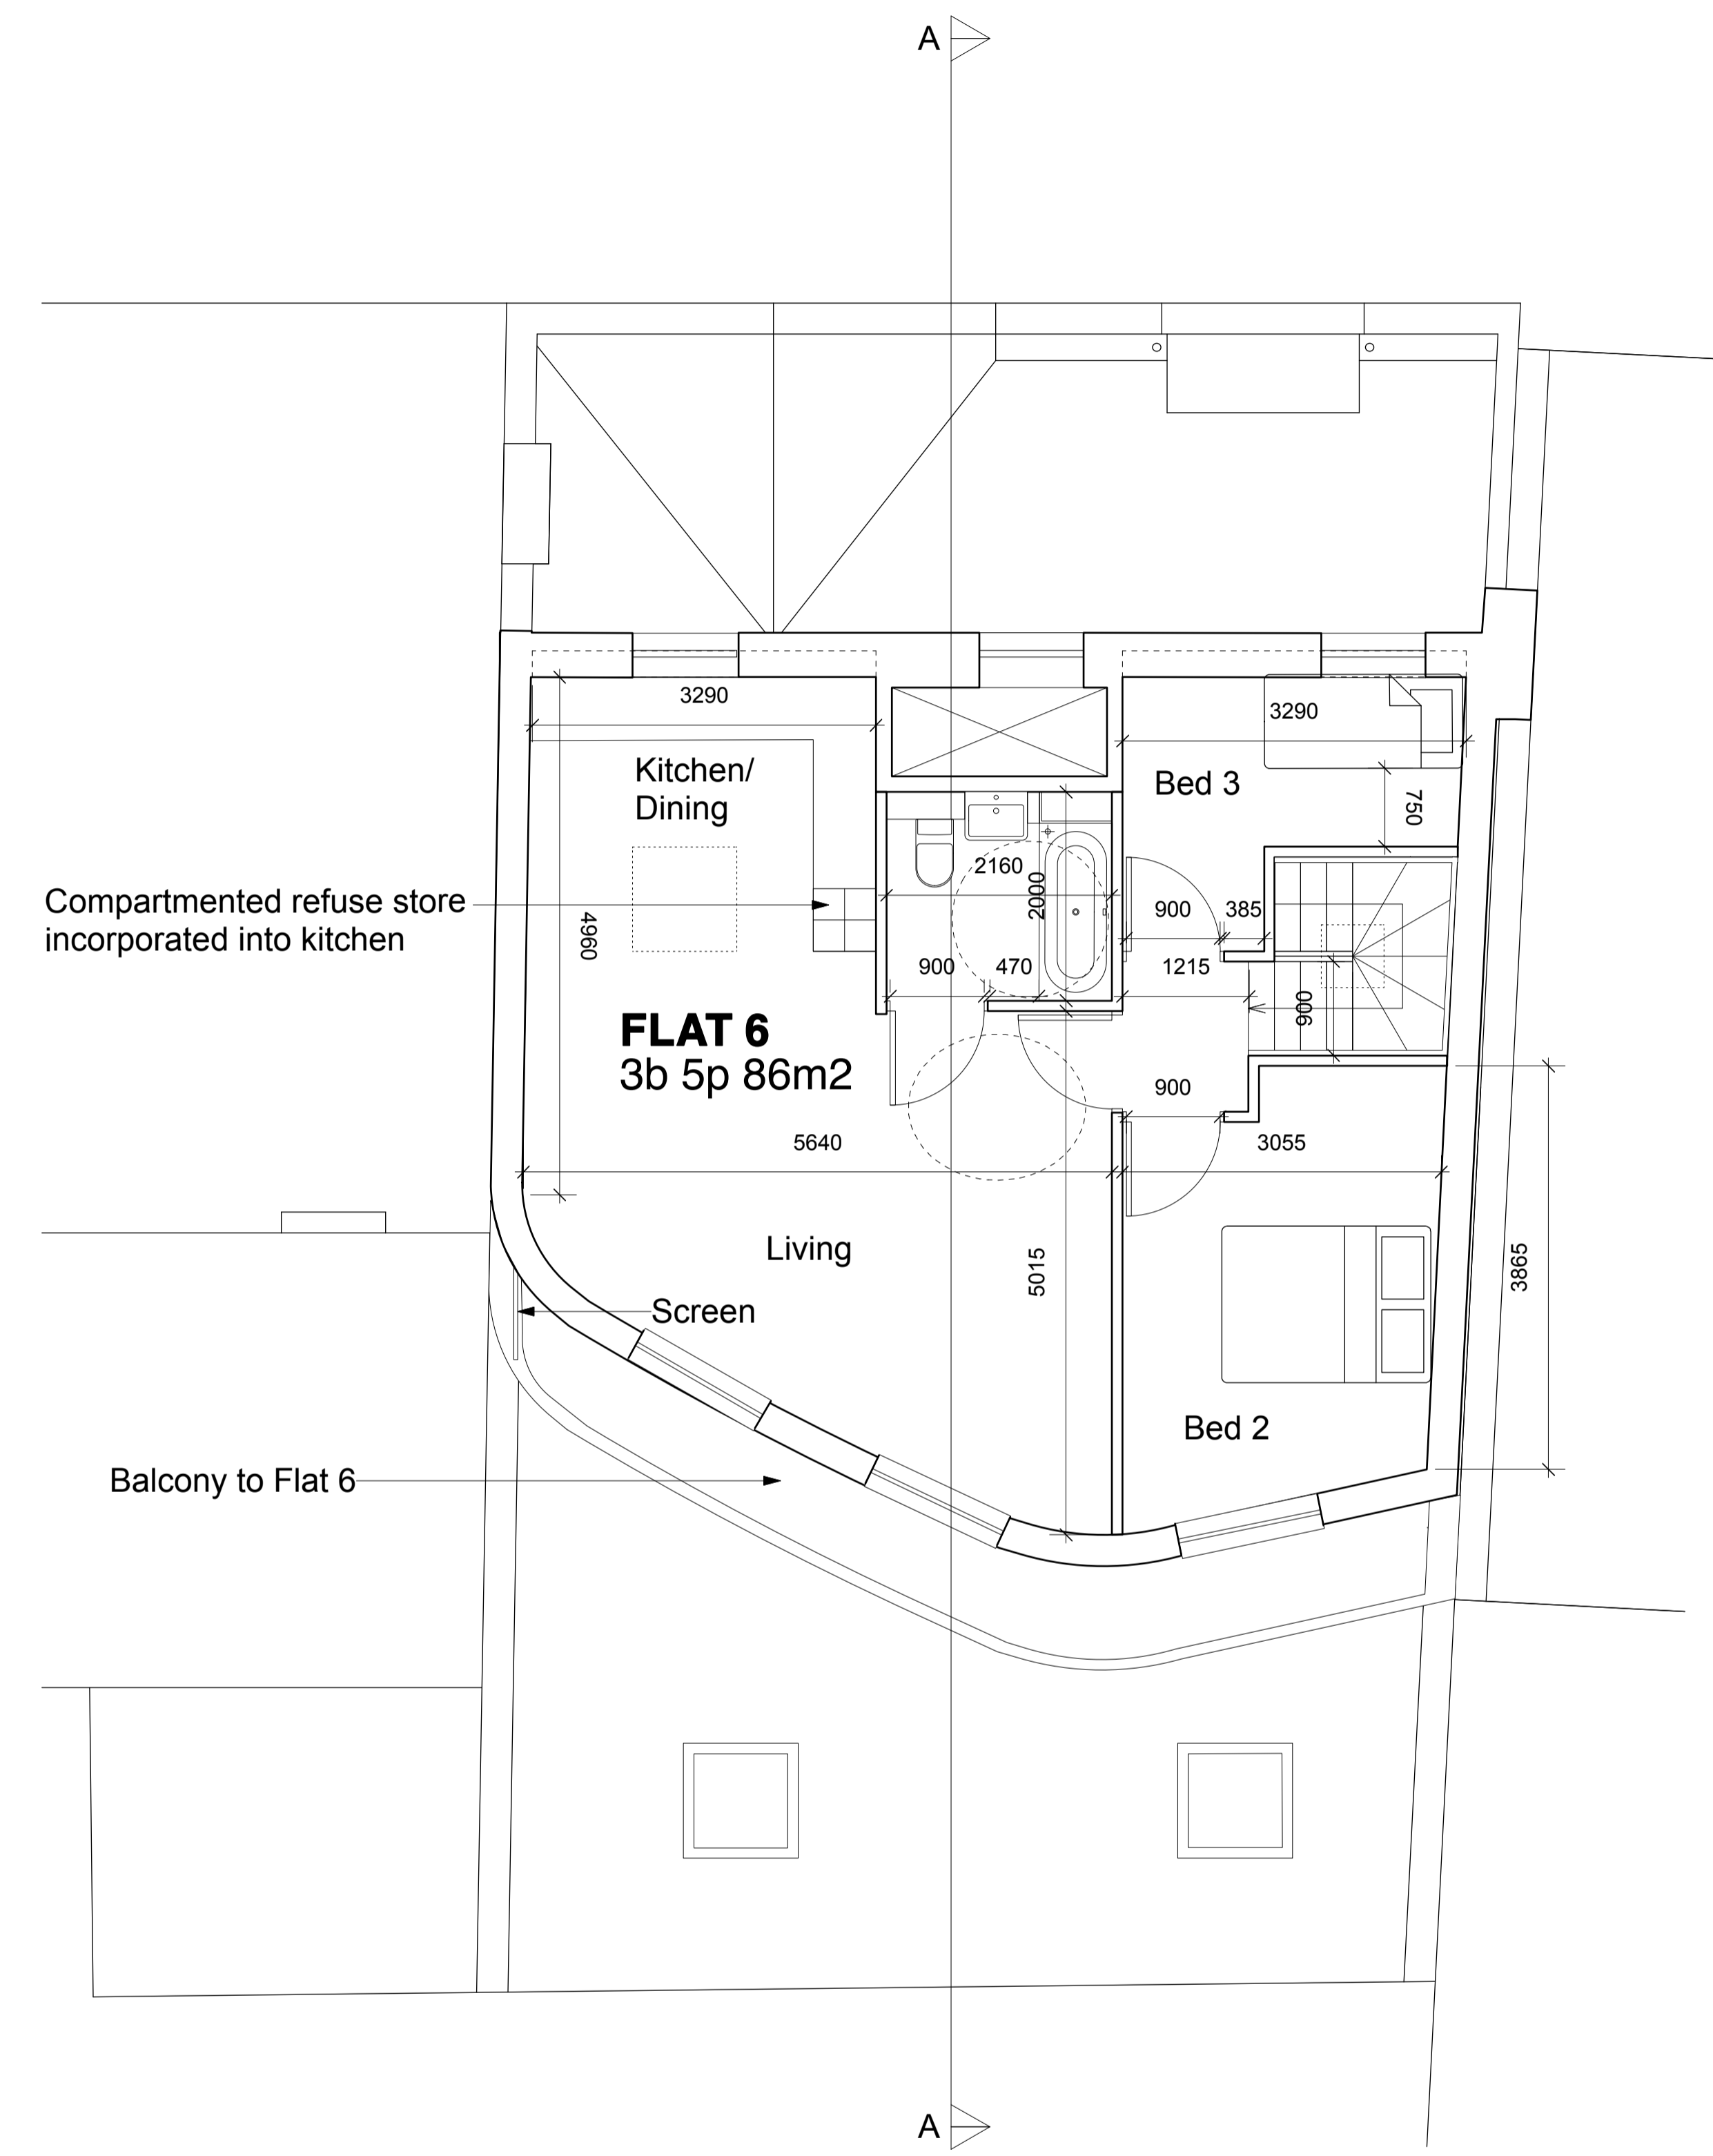 A
3290
3290
Kitchen/
Dining
Bed 3
750
2160
2000
Compartmented refuse store
incorporated into kitchen
4960
900
385
900
470
1215
900
FLAT 6
3b 5p 86m2
900
5640
3055
Living
5015
3865
Screen
Bed 2
Balcony to Flat 6
A